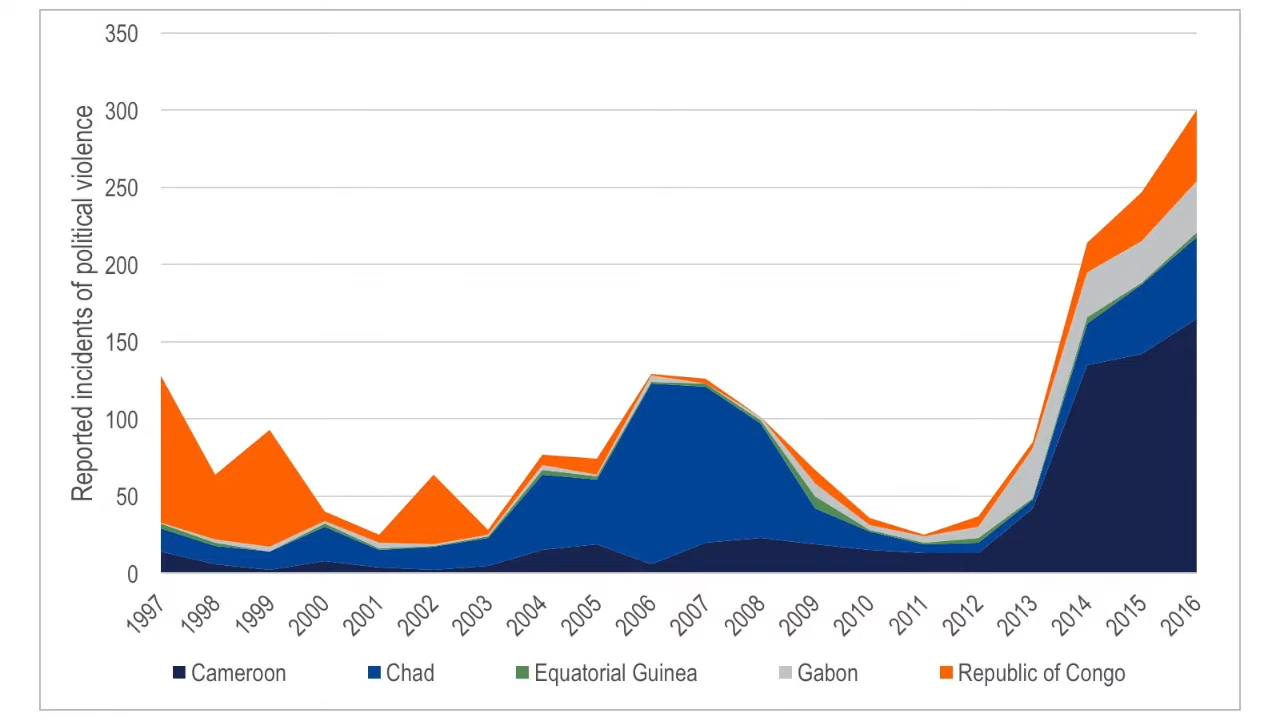 350
300
250
200
150
100
50
0
Reported incidents of political violence
1997 1998 1999 2000 2001 2002 2003 2004 2005 2006 2007 2008 2009 2010 2011 2012 2013 2014 2015 2016
Cameroon Chad Equatorial Guinea Gabon Republic of Congo